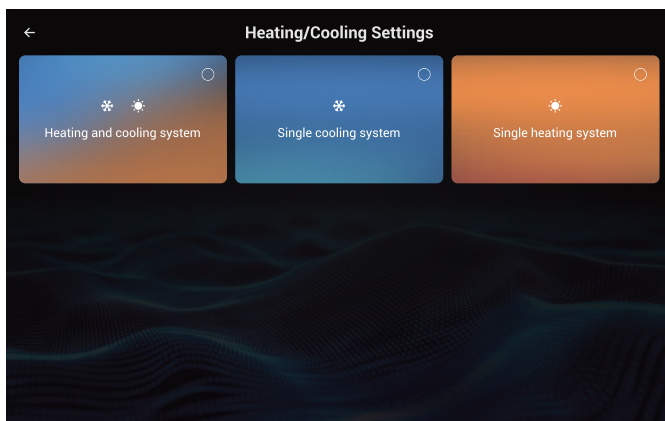 Heating/Cooling Settings
Heating and cooling system
Single cooling system
Single heating system